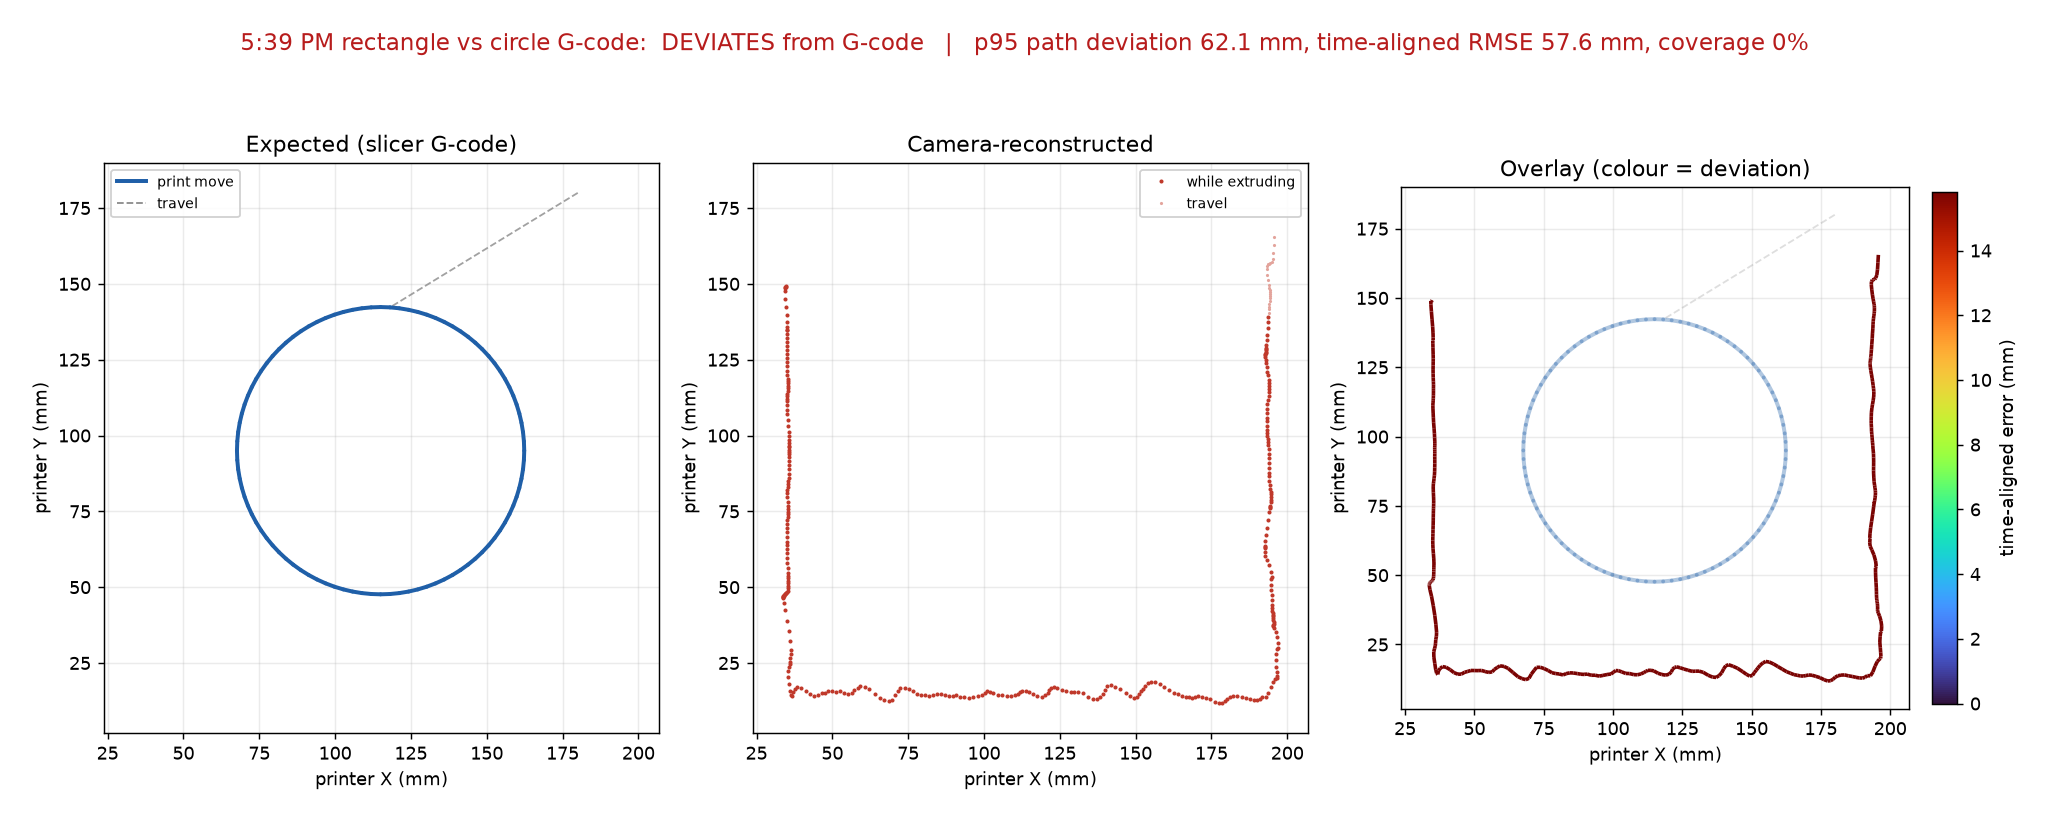 5:39 PM rectangle vs circle G-code:  DEVIATES from G-code   |   p95 path deviation 62.1 mm, time-aligned RMSE 57.6 mm, coverage 0%
Expected (slicer G-code)
print move
travel
175
150
125
100
75
50
25
printer Y (mm)
25 50 75 100 125 150 175 200
printer X (mm)
Camera-reconstructed
while extruding
travel
175
150
125
100
75
50
25
printer Y (mm)
25 50 75 100 125 150 175 200
printer X (mm)
Overlay (colour = deviation)
175
150
125
100
75
50
25
printer Y (mm)
25 50 75 100 125 150 175 200
printer X (mm)
14
12
10
8
6
4
2
0
time-aligned error (mm)